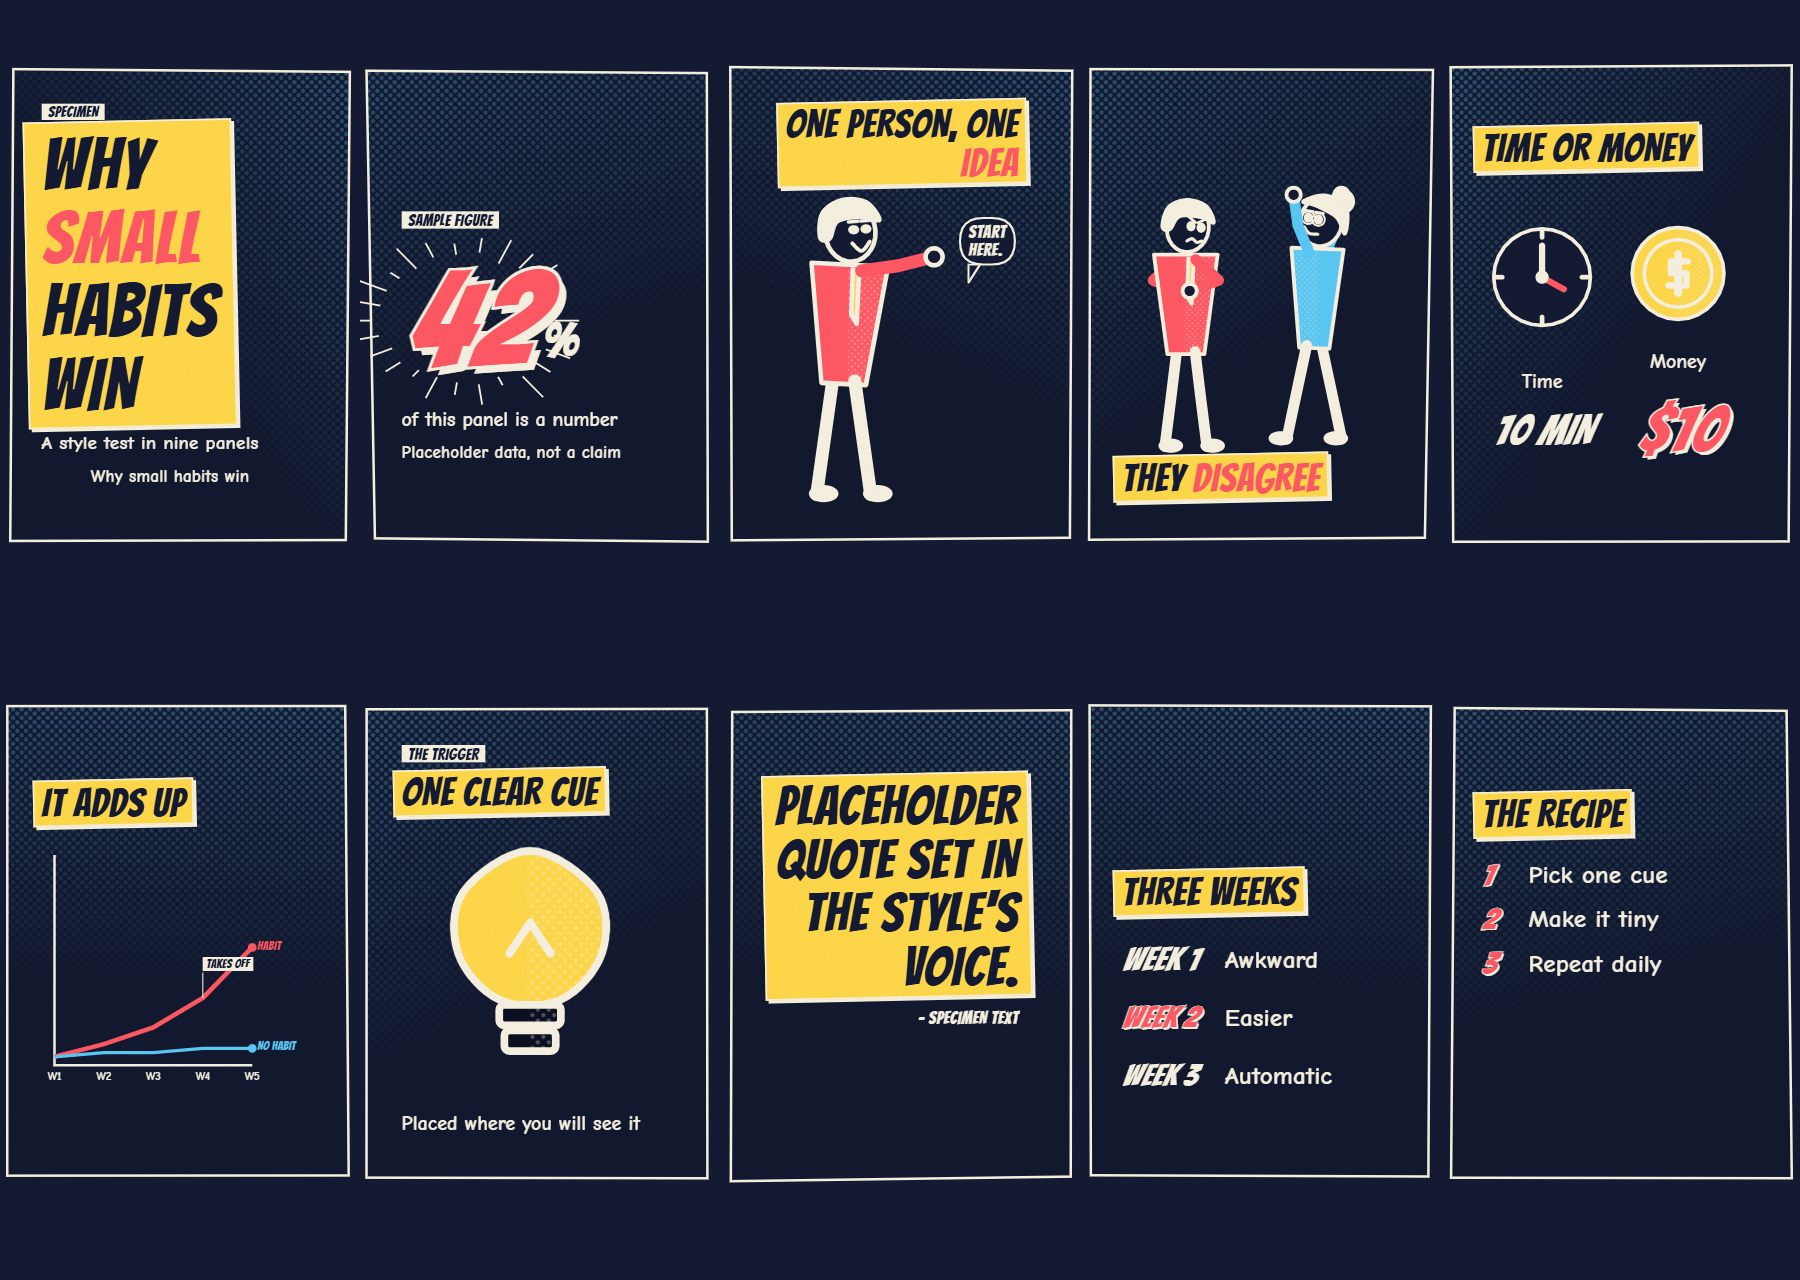 SPECIMEN
WHY
SMALL
HABITS
WIN
A style test in nine panels
Why small habits win
SAMPLE FIGURE
42%
of this panel is a number
Placeholder data, not a claim
ONE PERSON, ONE
IDEA
START
HERE.
THEY DISAGREE
TIME OR MONEY
$
Time
10 MIN
Money
$10
IT ADDS UP
HABIT
TAKES OFF
NO HABIT
W1 W2 W3 W4 W5
THE TRIGGER
ONE CLEAR CUE
Placed where you will see it
PLACEHOLDER
QUOTE SET IN
THE STYLE'S
VOICE.
– SPECIMEN TEXT
THREE WEEKS
WEEK 1 Awkward
WEEK 2 Easier
WEEK 3 Automatic
THE RECIPE
1 Pick one cue
2 Make it tiny
3 Repeat daily